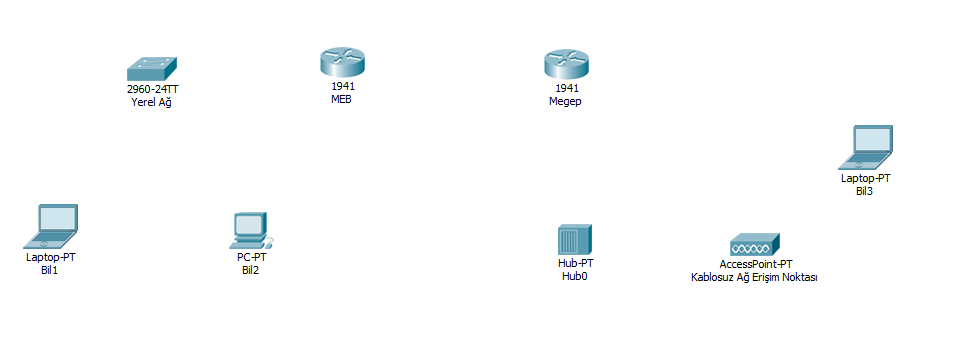 2960-24TT
Yerel Ağ
1941
MEB
1941
Megep
Laptop-PT
Bil3
Laptop-PT
Bil1
PC-PT
Bil2
Hub-PT
Hub0
AccessPoint-PT
Kablosuz Ağ Erişim Noktası